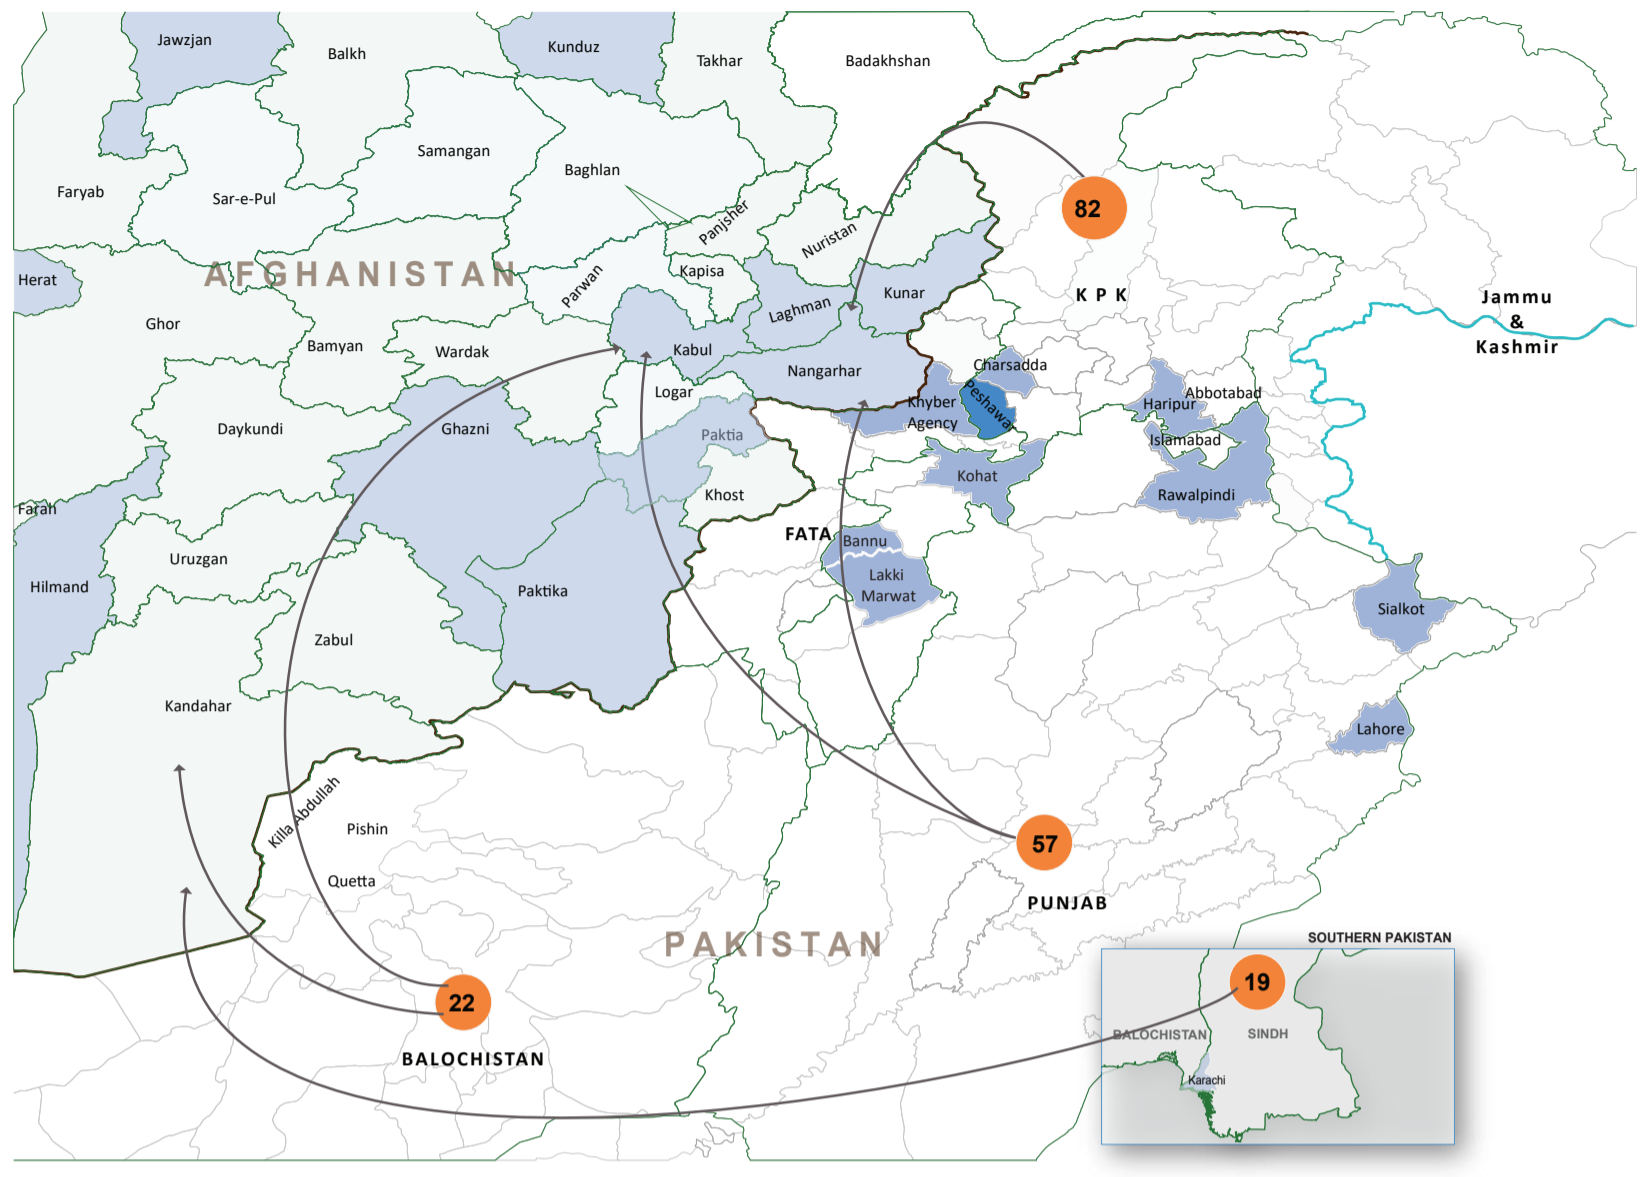 Jawzjan
Balkh
Kunduz
Takhar
Badakhshan
Samangan
Baghlan
Faryab
Sar-e-Pul
82
Panjsher
Nuristan
AFGHANISTAN
Herat
Parwan
Kapisa
Laghman
Kunar
K P K
Jammu
&
Kashmir
Ghor
Bamyan
Wardak
Kabul
Nangarhar
Charsadda
Logar
Khyber
Agency
Peshawar
Haripur
Abbotabad
Daykundi
Ghazni
Paktia
Islamabad
Kohat
Rawalpindi
Khost
Farah
FATA
Bannu
Uruzgan
Hilmand
Paktika
Lakki
Marwat
Sialkot
Zabul
Kandahar
Lahore
Killa Abdullah
Pishin
57
Quetta
PUNJAB
PAKISTAN
SOUTHERN PAKISTAN
22
19
BALOCHISTAN
SINDH
BALOCHISTAN
Karachi